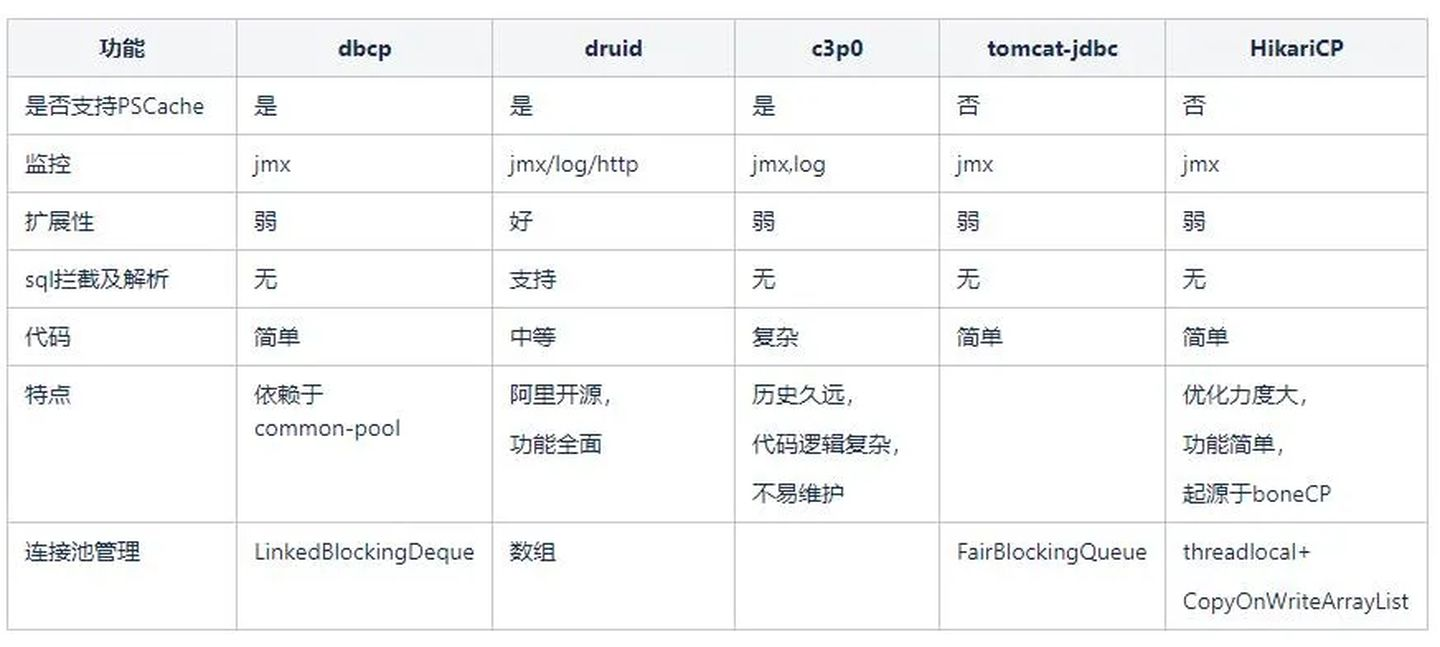 功能 dbcp druid c3p0 tomcat-jdbc HikariCP
是否支持PSCache 是 是 是 否 否
监控 jmx jmx/log/http jmx,log jmx jmx
扩展性 弱 好 弱 弱 弱
sql拦截及解析 无 支持 无 无 无
代码 简单 中等 复杂 简单 简单
特点 依赖于 阿里开源， 历史久远， 优化力度大，
common-pool 功能全面 代码逻辑复杂， 功能简单，
不易维护 起源于boneCP
连接池管理 LinkedBlockingDeque 数组 FairBlockingQueue threadlocal+
CopyOnWriteArrayList